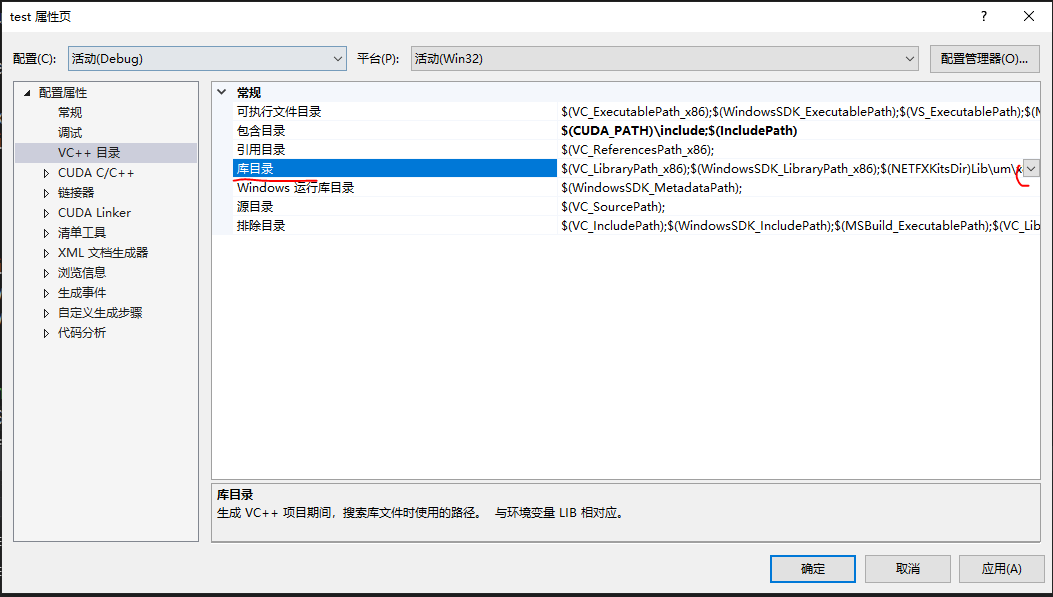 test 属性页
配置(C): 活动(Debug) 平台(P): 活动(Win32) 配置管理器(O)...
配置属性
常规
调试
VC++ 目录
CUDA C/C++
链接器
CUDA Linker
清单工具
XML 文档生成器
浏览信息
生成事件
自定义生成步骤
代码分析
常规
可执行文件目录 $(VC_ExecutablePath_x86);$(WindowsSDK_ExecutablePath);$(VS_ExecutablePath);$(M
包含目录 $(CUDA_PATH)\include;$(IncludePath)
引用目录 $(VC_ReferencesPath_x86);
库目录 $(VC_LibraryPath_x86);$(WindowsSDK_LibraryPath_x86);$(NETFXKitsDir)Lib\um\x
Windows 运行库目录 $(WindowsSDK_MetadataPath);
源目录 $(VC_SourcePath);
排除目录 $(VC_IncludePath);$(WindowsSDK_IncludePath);$(MSBuild_ExecutablePath);$(VC_Lib
库目录
生成 VC++ 项目期间，搜索库文件时使用的路径。 与环境变量 LIB 相对应。
确定 取消 应用(A)